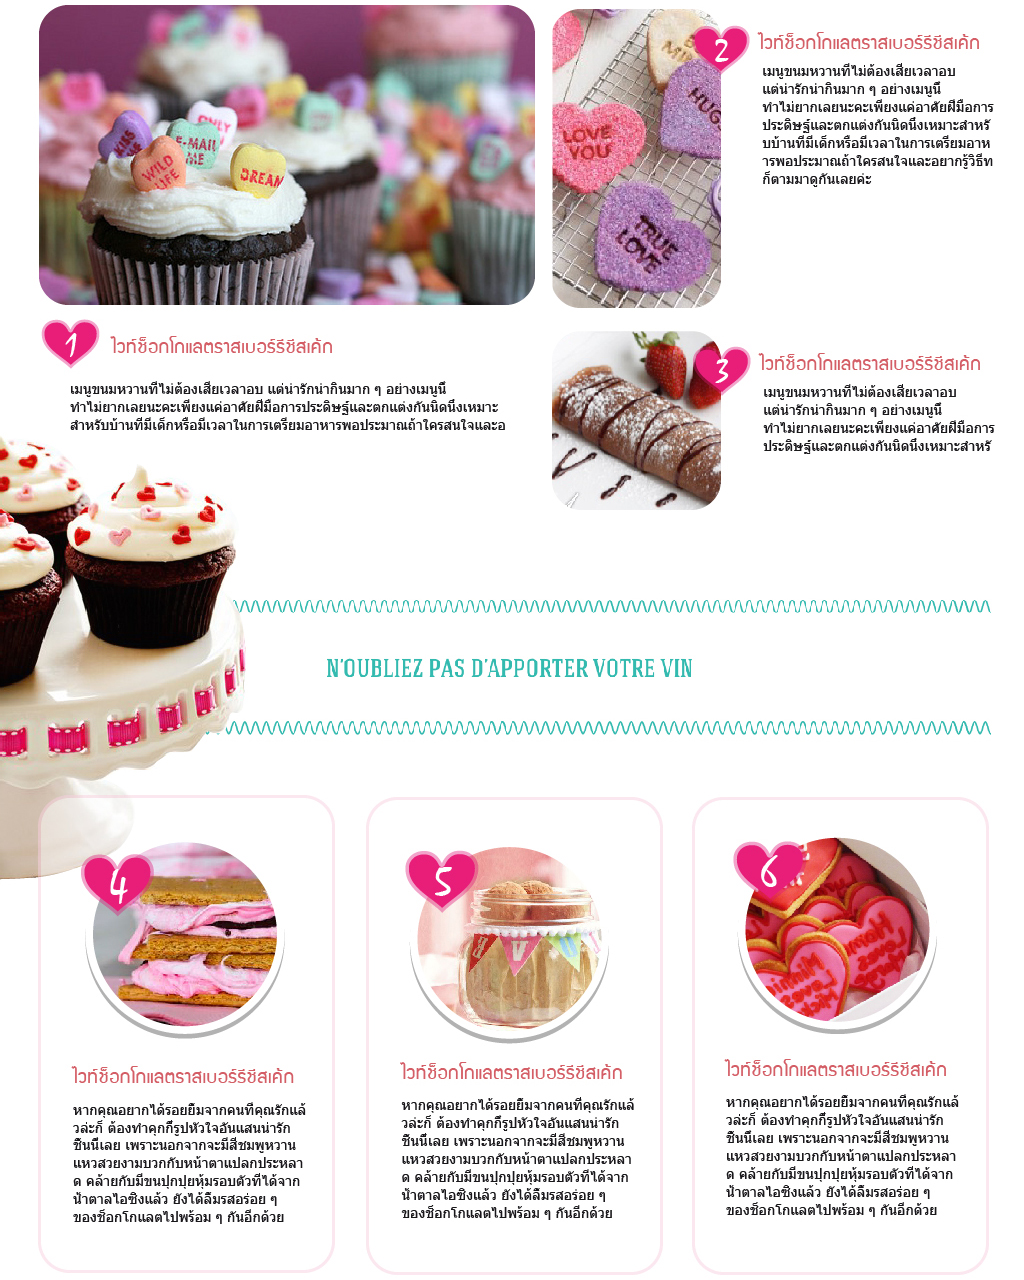 KISS
ONLY
E-MAIL
ME
WILD
LIFE
DREAM
LOVE
YOU
HUG
TRUE
LOVE
1
ไวท์ช็อกโกแลตราสเบอร์รีชีสเค้ก
เมนูขนมหวานที่ไม่ต้องเสียเวลาอบ แต่น่ารักน่ากินมาก ๆ อย่างเมนูนี้
ทำไม่ยากเลยนะคะเพียงแค่อาศัยฝีมือการประดิษฐ์และตกแต่งกันนิดนึงเหมาะ
สำหรับบ้านที่มีเด็กหรือมีเวลาในการเตรียมอาหารพอประมาณถ้าใครสนใจและอ
2
ไวท์ช็อกโกแลตราสเบอร์รีชีสเค้ก
เมนูขนมหวานที่ไม่ต้องเสียเวลาอบ
แต่น่ารักน่ากินมาก ๆ อย่างเมนูนี้
ทำไม่ยากเลยนะคะเพียงแค่อาศัยฝีมือการ
ประดิษฐ์และตกแต่งกันนิดนึงเหมาะสำหรั
บบ้านที่มีเด็กหรือมีเวลาในการเตรียมอาห
ารพอประมาณถ้าใครสนใจและอยากรู้วิธีท
ก็ตามมาดูกันเลยค่ะ
3
ไวท์ช็อกโกแลตราสเบอร์รีชีสเค้ก
เมนูขนมหวานที่ไม่ต้องเสียเวลาอบ
แต่น่ารักน่ากินมาก ๆ อย่างเมนูนี้
ทำไม่ยากเลยนะคะเพียงแค่อาศัยฝีมือการ
ประดิษฐ์และตกแต่งกันนิดนึงเหมาะสำหรั
N'OUBLIEZ PAS D'APPORTER VOTRE VIN
4
ไวท์ช็อกโกแลตราสเบอร์รีชีสเค้ก
หากคุณอยากได้รอยยิ้มจากคนที่คุณรักแล้
วล่ะก็ ต้องทำคุกกี้รูปหัวใจอันแสนน่ารัก
ชิ้นนี้เลย เพราะนอกจากจะมีสีชมพูหวาน
แหววสวยงามบวกกับหน้าตาแปลกประหลา
ด คล้ายกับมีขนปุกปุยหุ้มรอบตัวที่ได้จาก
น้ำตาลไอซิ่งแล้ว ยังได้ลิ้มรสอร่อย ๆ
ของช็อกโกแลตไปพร้อม ๆ กันอีกด้วย
5
ไวท์ช็อกโกแลตราสเบอร์รีชีสเค้ก
หากคุณอยากได้รอยยิ้มจากคนที่คุณรักแล้
วล่ะก็ ต้องทำคุกกี้รูปหัวใจอันแสนน่ารัก
ชิ้นนี้เลย เพราะนอกจากจะมีสีชมพูหวาน
แหววสวยงามบวกกับหน้าตาแปลกประหลา
ด คล้ายกับมีขนปุกปุยหุ้มรอบตัวที่ได้จาก
น้ำตาลไอซิ่งแล้ว ยังได้ลิ้มรสอร่อย ๆ
ของช็อกโกแลตไปพร้อม ๆ กันอีกด้วย
6
ไวท์ช็อกโกแลตราสเบอร์รีชีสเค้ก
หากคุณอยากได้รอยยิ้มจากคนที่คุณรักแล้
วล่ะก็ ต้องทำคุกกี้รูปหัวใจอันแสนน่ารัก
ชิ้นนี้เลย เพราะนอกจากจะมีสีชมพูหวาน
แหววสวยงามบวกกับหน้าตาแปลกประหลา
ด คล้ายกับมีขนปุกปุยหุ้มรอบตัวที่ได้จาก
น้ำตาลไอซิ่งแล้ว ยังได้ลิ้มรสอร่อย ๆ
ของช็อกโกแลตไปพร้อม ๆ กันอีกด้วย